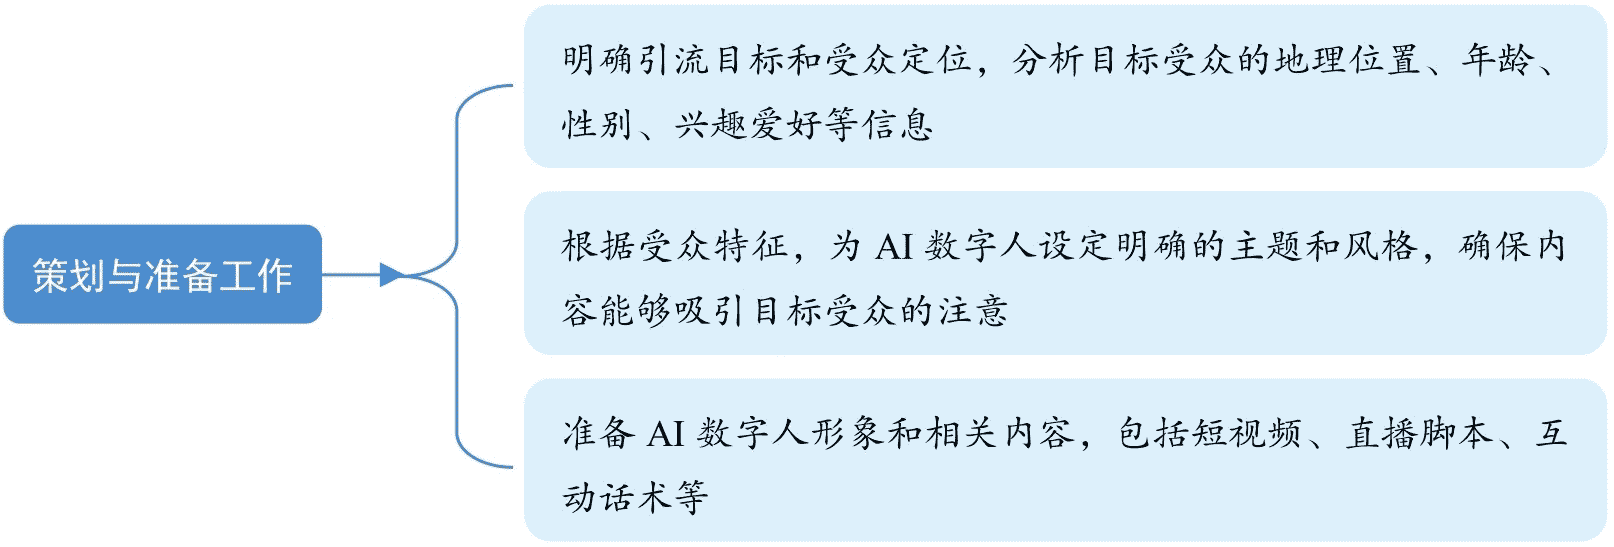 策划与准备工作
明确引流目标和受众定位，分析目标受众的地理位置、年龄、
性别、兴趣爱好等信息
根据受众特征，为 AI 数字人设定明确的主题和风格，确保内
容能够吸引目标受众的注意
准备 AI 数字人形象和相关内容，包括短视频、直播脚本、互
动话术等